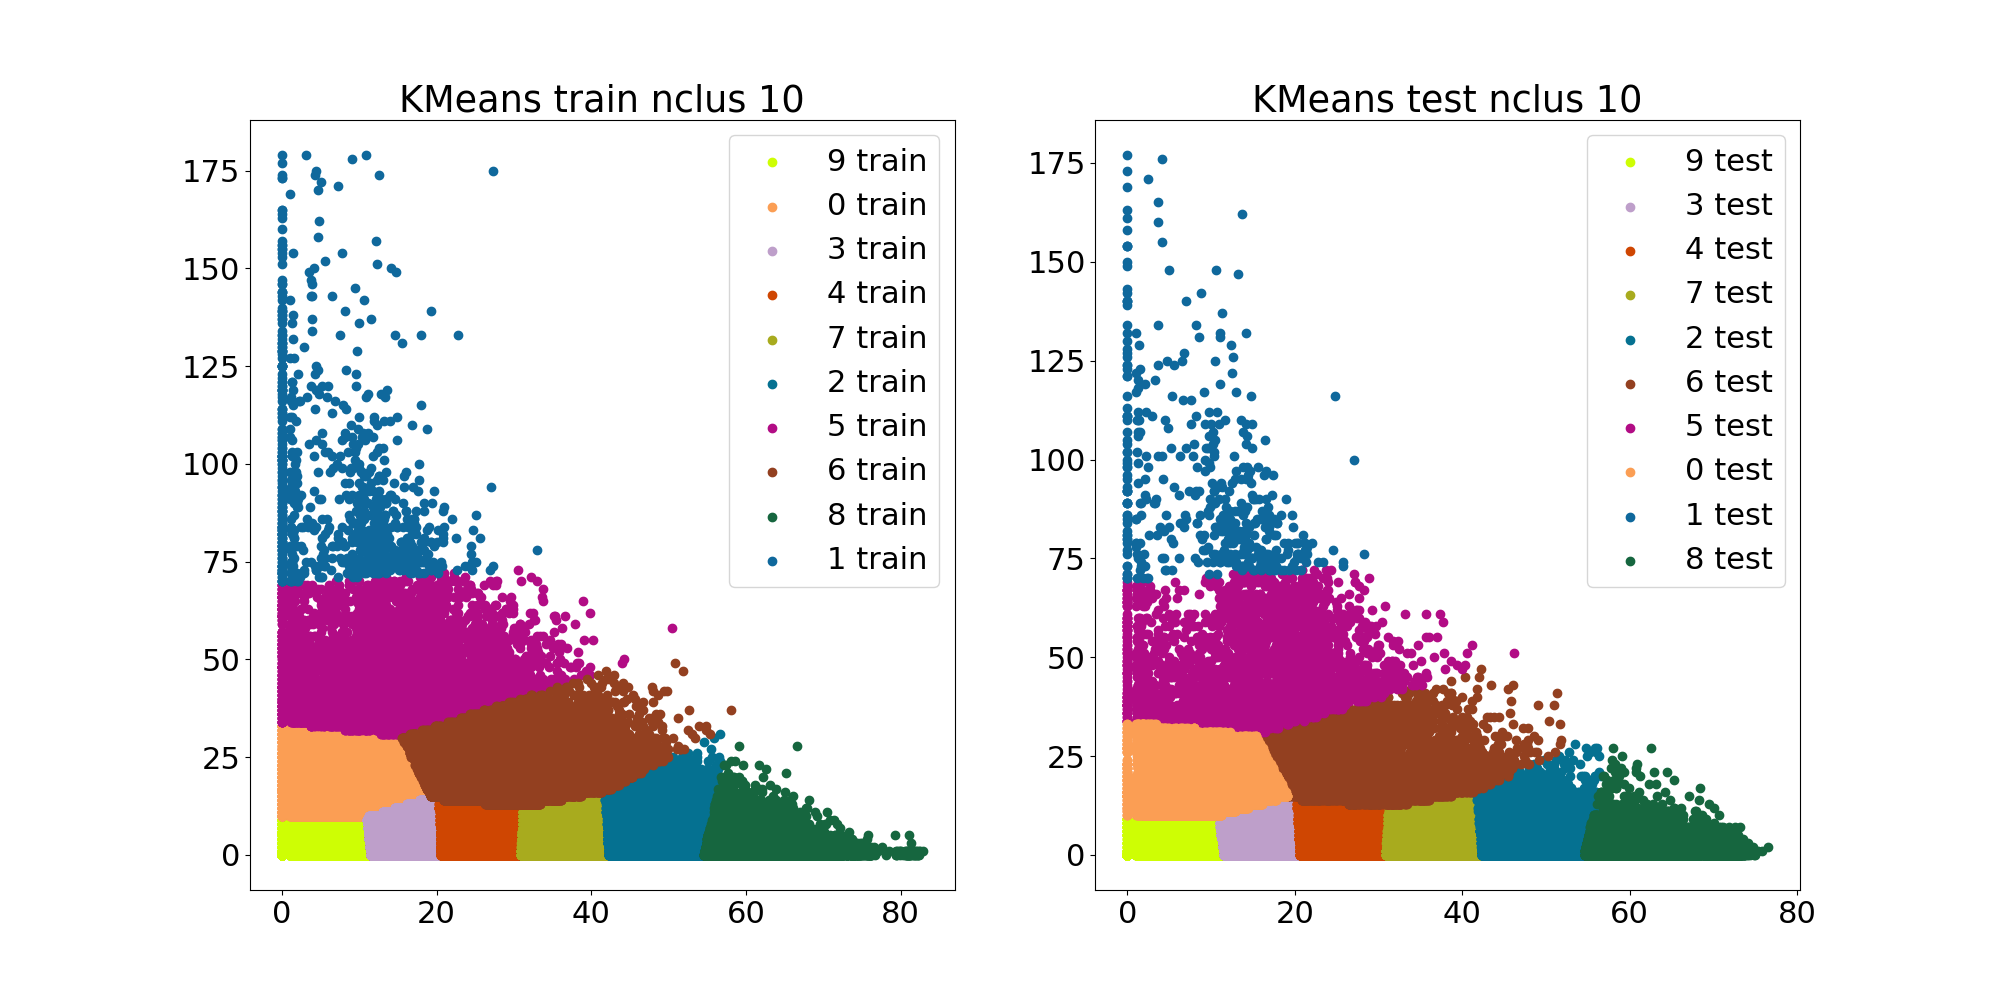 KMeans train nclus 10
175
150
125
100
75
50
25
0
0
20
40
60
80
9 train
0 train
3 train
4 train
7 train
2 train
5 train
6 train
8 train
1 train
KMeans test nclus 10
175
150
125
100
75
50
25
0
0
20
40
60
80
9 test
3 test
4 test
7 test
2 test
6 test
5 test
0 test
1 test
8 test